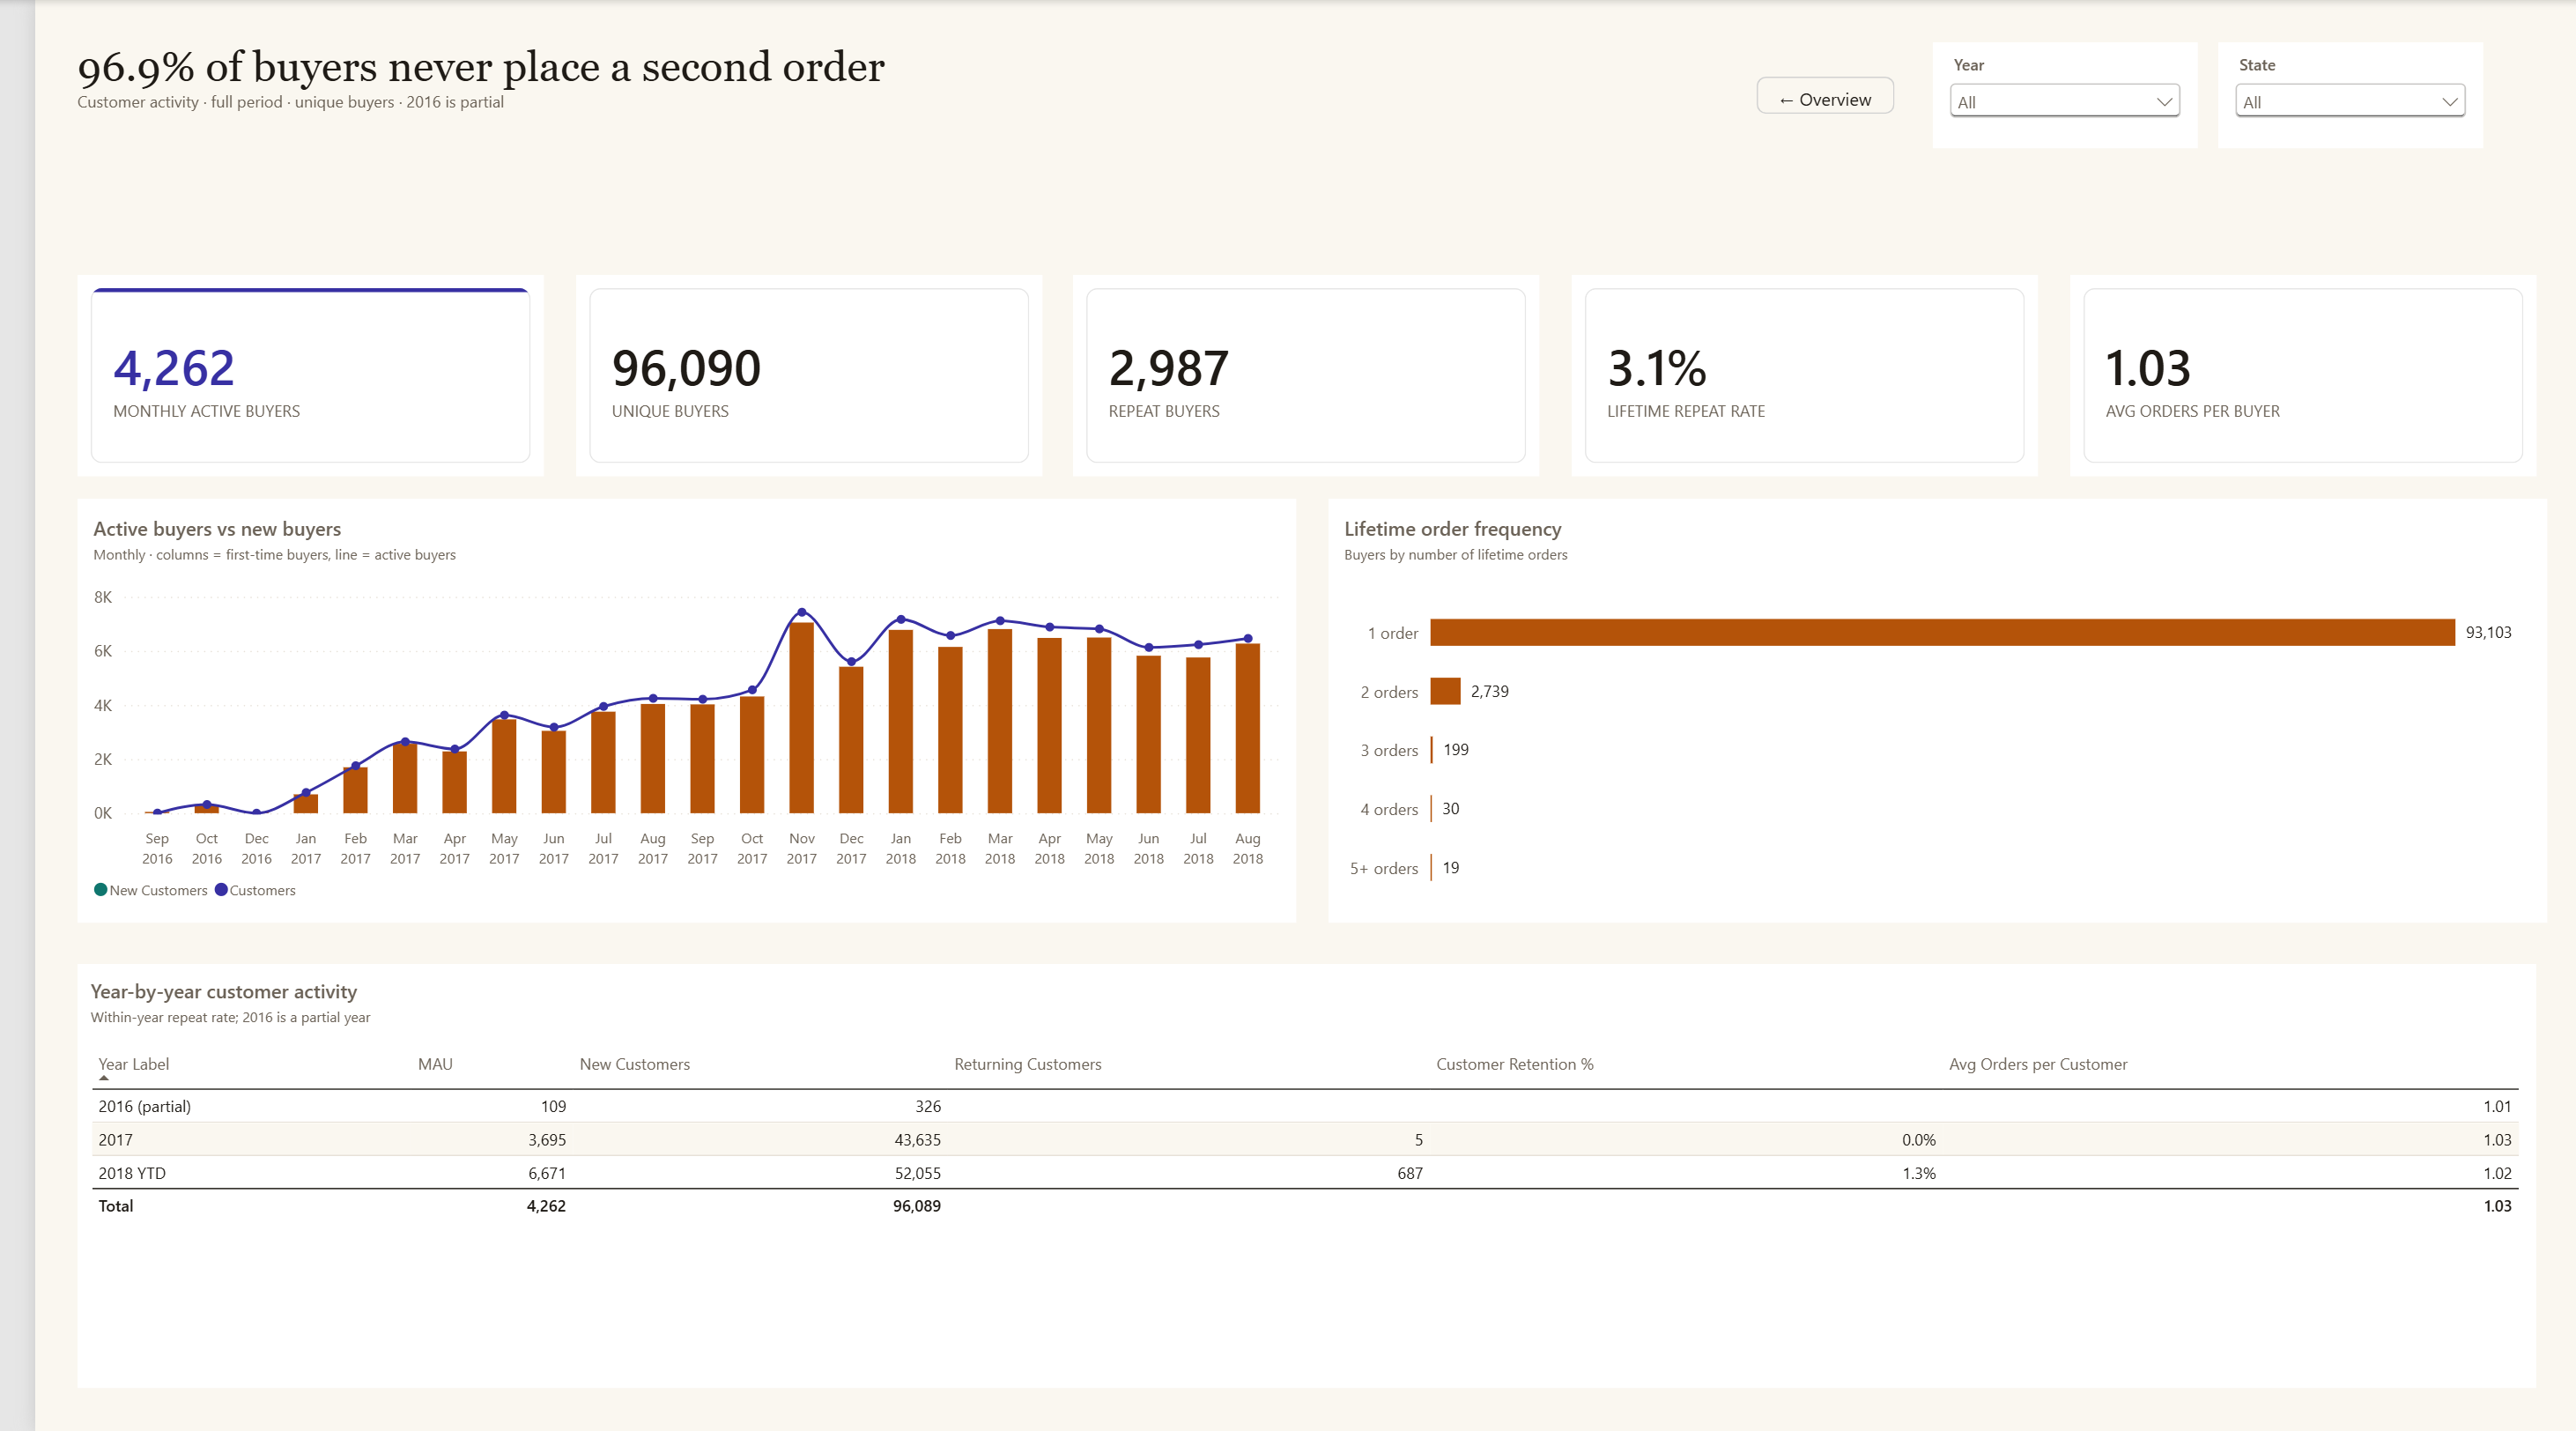 96.9% of buyers never place a second order
Customer activity · full period · unique buyers · 2016 is partial
← Overview
Year
All
State
All
4,262
MONTHLY ACTIVE BUYERS
96,090
UNIQUE BUYERS
2,987
REPEAT BUYERS
3.1%
LIFETIME REPEAT RATE
1.03
AVG ORDERS PER BUYER
Active buyers vs new buyers
Monthly · columns = first-time buyers, line = active buyers
8K
6K
4K
2K
0K
Sep Oct Dec Jan Feb Mar Apr May Jun Jul Aug Sep Oct Nov Dec Jan Feb Mar Apr May Jun Jul Aug
2016 2016 2016 2017 2017 2017 2017 2017 2017 2017 2017 2017 2017 2017 2017 2018 2018 2018 2018 2018 2018 2018 2018
New Customers Customers
Lifetime order frequency
Buyers by number of lifetime orders
1 order 93,103
2 orders 2,739
3 orders 199
4 orders 30
5+ orders 19
Year-by-year customer activity
Within-year repeat rate; 2016 is a partial year
Year Label MAU New Customers Returning Customers Customer Retention % Avg Orders per Customer
2016 (partial) 109 326 1.01
2017 3,695 43,635 5 0.0% 1.03
2018 YTD 6,671 52,055 687 1.3% 1.02
Total 4,262 96,089 1.03